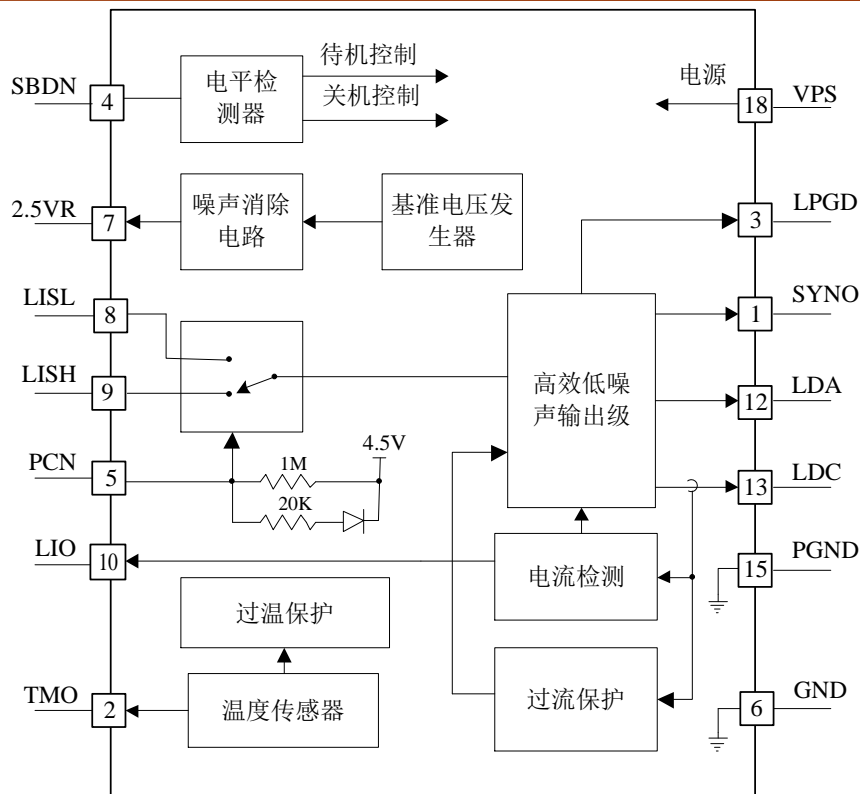 SBDN
4
电平检
测器
待机控制
关机控制
电源
18
VPS
2.5VR
7
噪声消除
电路
基准电压发
生器
3
LPGD
LISL
8
1
SYNO
LISH
9
高效低噪
声输出级
12
LDA
PCN
5
4.5V
1M
20K
13
LDC
LIO
10
电流检测
15
PGND
过温保护
TMO
2
温度传感器
过流保护
6
GND